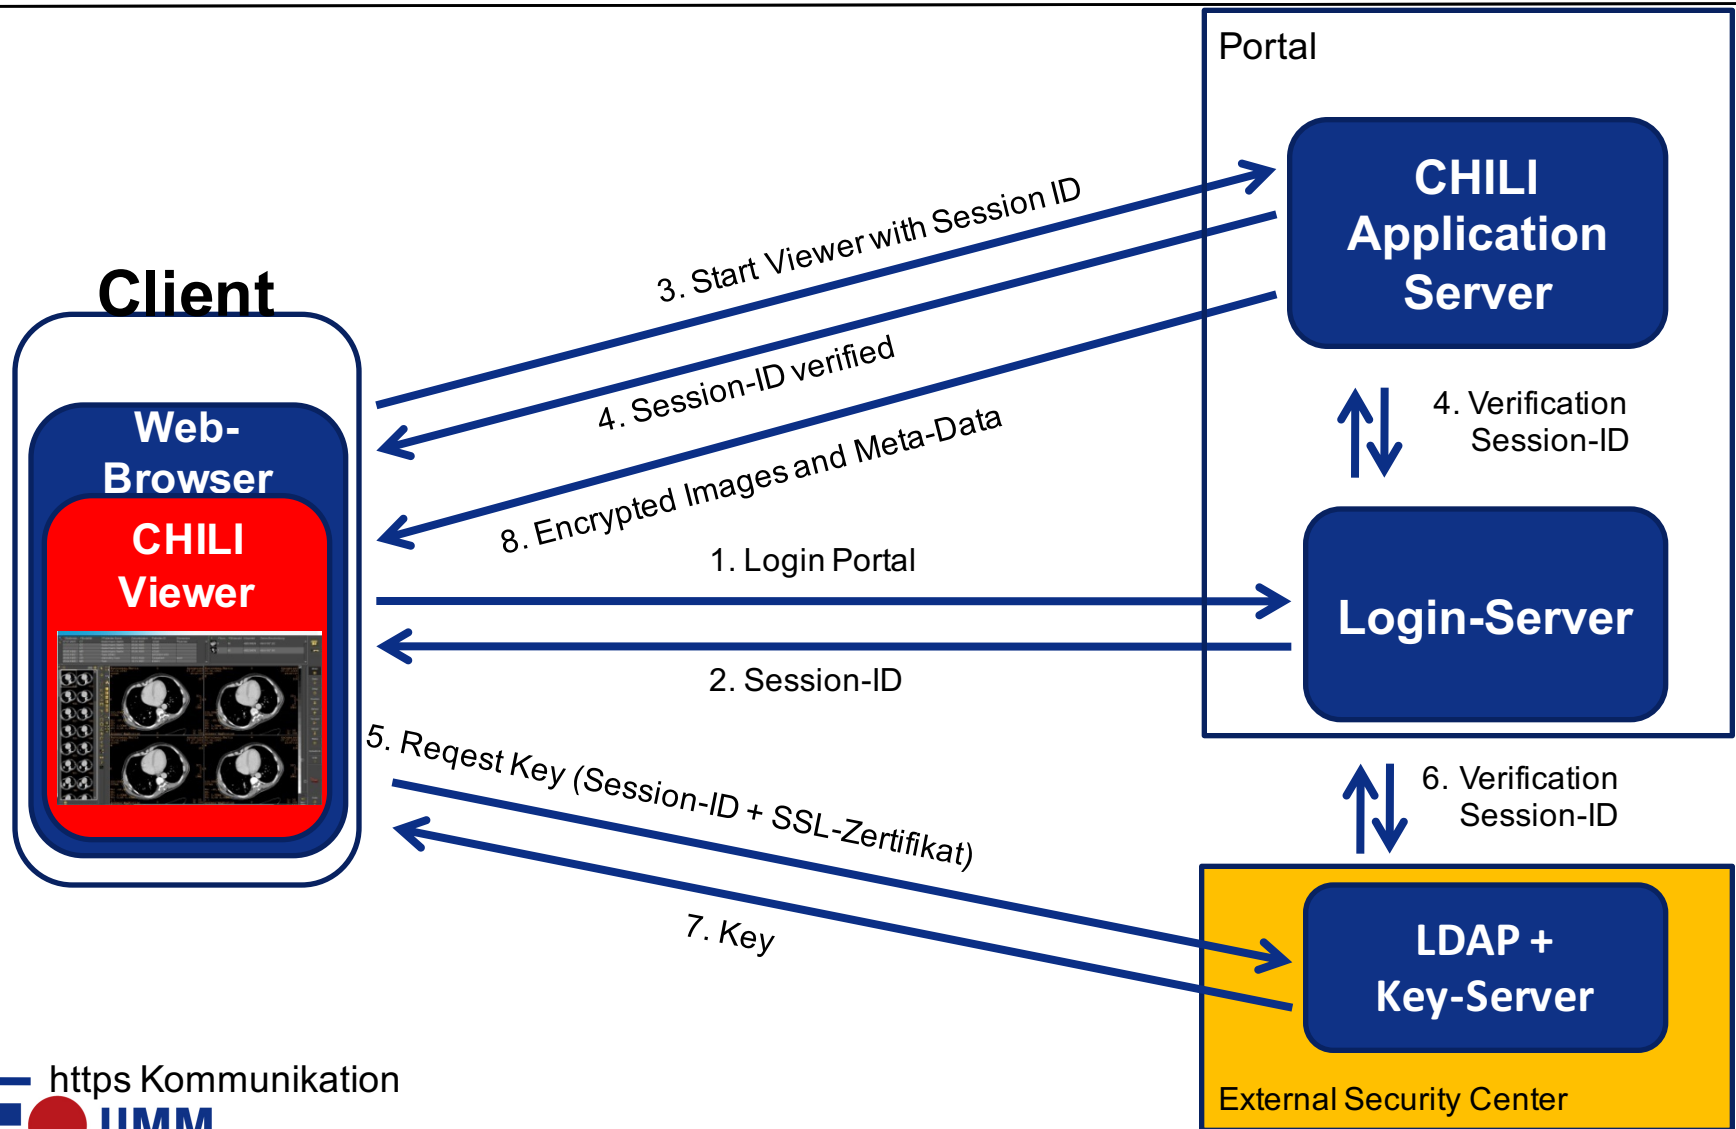 Portal
CHILI
Application
Server
3. Start Viewer with Session ID
Client
4. Session-ID verified
4. Verification
Session-ID
Web-
Browser
8. Encrypted Images and Meta-Data
CHILI
Viewer
1. Login Portal
Login-Server
2. Session-ID
5. Reqest Key (Session-ID + SSL-Zertifikat)
6. Verification
Session-ID
7. Key
LDAP +
Key-Server
External Security Center
https Kommunikation
UMM